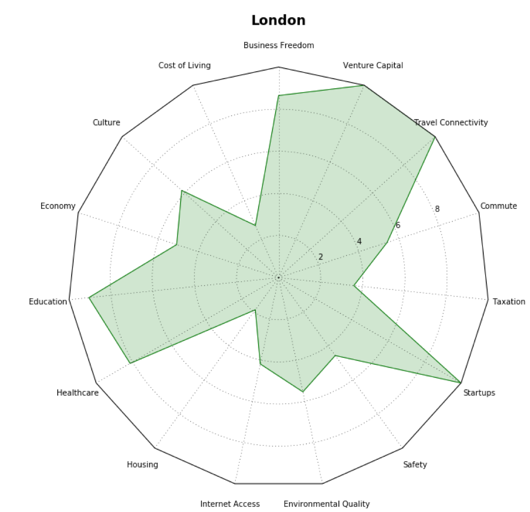 London
Business Freedom
Cost of Living
Venture Capital
Culture
Travel Connectivity
Economy
Commute
8
6
4
2
Education
Taxation
Healthcare
Startups
Housing
Safety
Internet Access
Environmental Quality